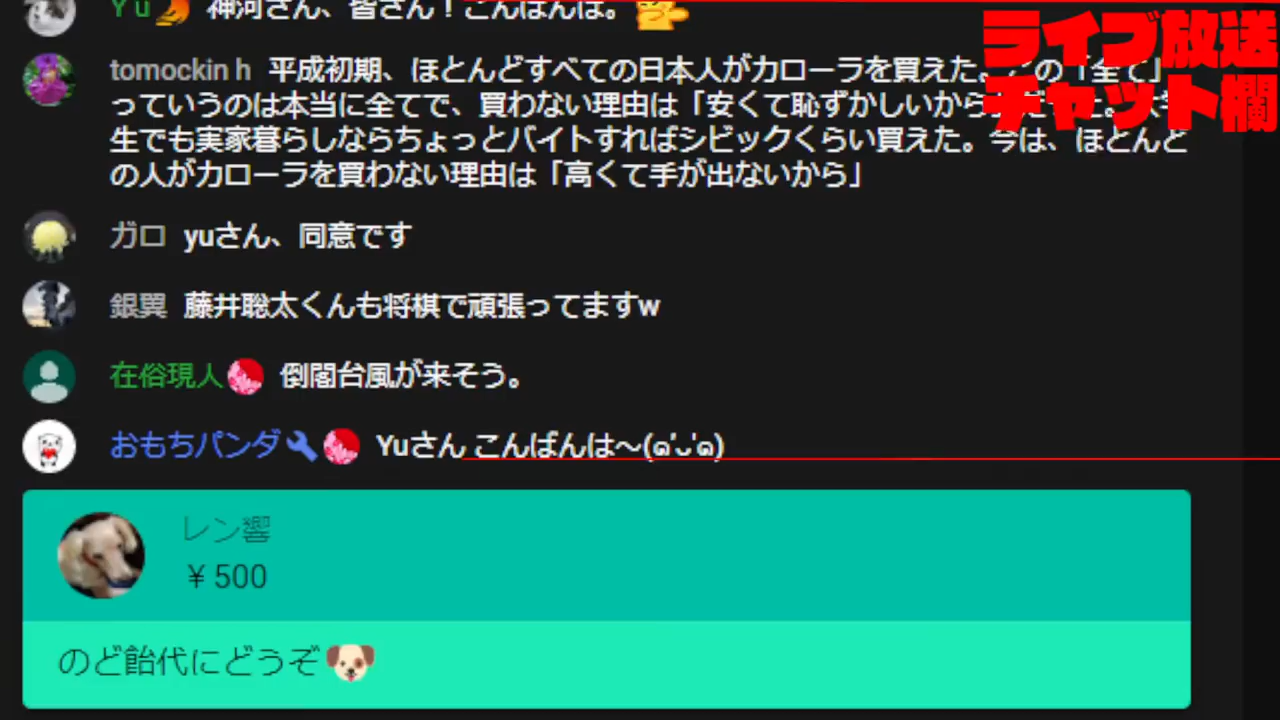 Yu 神河さん、皆さん！こんばんは。
ライブ放送
チャット欄
tomockin h 平成初期、ほとんどすべての日本人がカローラを買えた。この「全て」
っていうのは本当に全てで、買わない理由は「安くて恥ずかしいから
生でも実家暮らしならちょっとバイトすればシビックくらい買えた。今は、ほとんど
の人がカローラを買わない理由は「高くて手が出ないから」
ガロ yuさん、同意です
銀翼 藤井聡太くんも将棋で頑張ってますw
在俗現人 倒閣台風が来そう。
おもちパンダ Yuさん こんばんは～(๑'ᴗ'๑)
レン響
￥500
のど飴代にどうぞ🐶